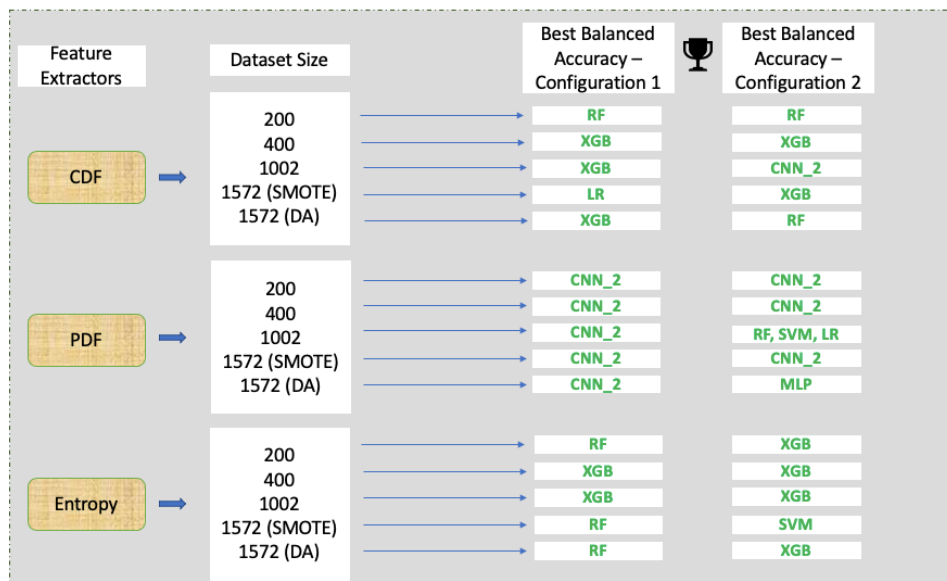 Feature
Extractors
Dataset Size
Best Balanced
Accuracy –
Configuration 1
Best Balanced
Accuracy –
Configuration 2
CDF
200
400
1002
1572 (SMOTE)
1572 (DA)
RF
XGB
XGB
LR
XGB
RF
XGB
CNN_2
XGB
RF
PDF
200
400
1002
1572 (SMOTE)
1572 (DA)
CNN_2
CNN_2
CNN_2
CNN_2
CNN_2
CNN_2
CNN_2
RF, SVM, LR
CNN_2
MLP
Entropy
200
400
1002
1572 (SMOTE)
1572 (DA)
RF
XGB
XGB
RF
RF
XGB
XGB
XGB
SVM
XGB